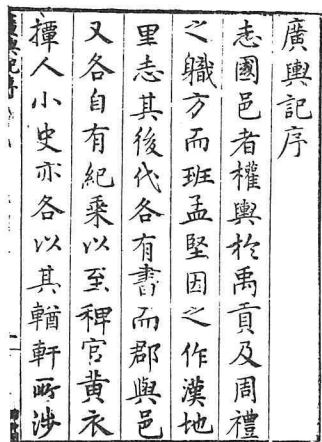 廣輿記序
志國邑者權輿於禹貢及周禮
之職方而班孟堅因之作漢地
里志其後代各有書而郡與邑
又各自有紀乘以至稗官黄衣
撢人小史亦各以其輶軒所涉